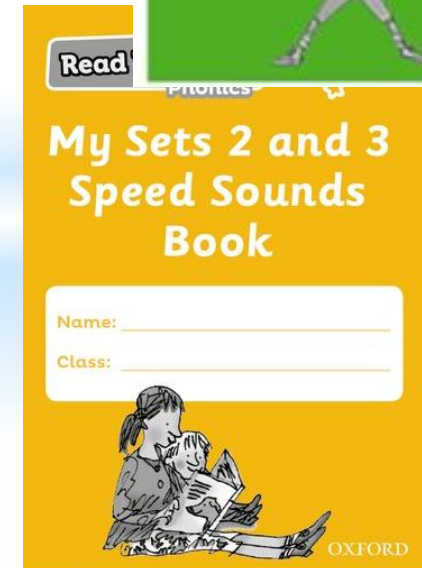 Read
Phonics
My Sets 2 and 3
Speed Sounds
Book
Name:
Class:
OXFORD